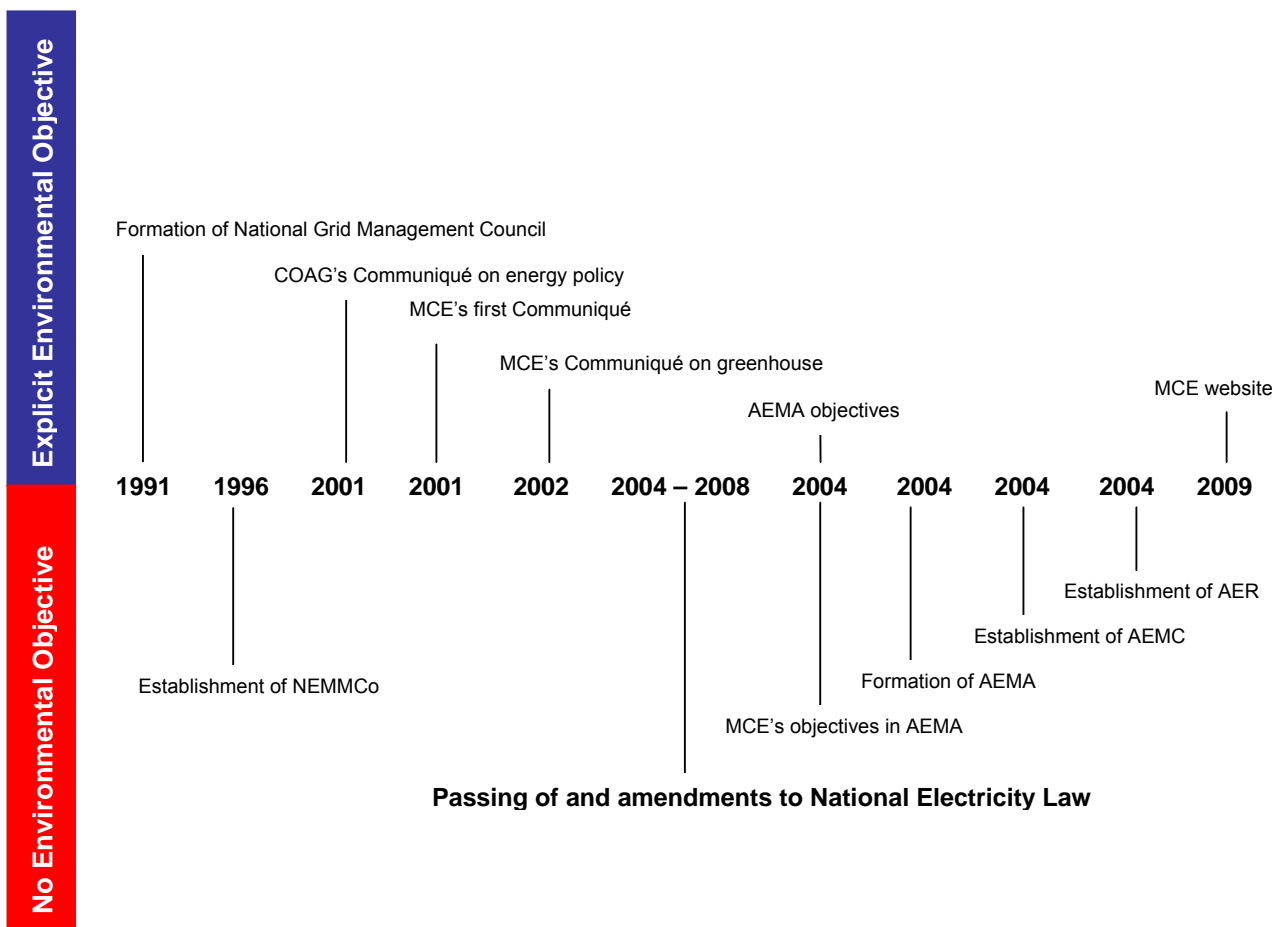 Explicit Environmental Objective
No Environmental Objective
Formation of National Grid Management Council
COAG’s Communiqué on energy policy
MCE’s first Communiqué
MCE’s Communiqué on greenhouse
AEMA objectives
MCE website
1991 1996 2001 2001 2002 2004 – 2008 2004 2004 2004 2004 2009
Establishment of AER
Establishment of AEMC
Formation of AEMA
Establishment of NEMMCo
MCE’s objectives in AEMA
Passing of and amendments to National Electricity Law